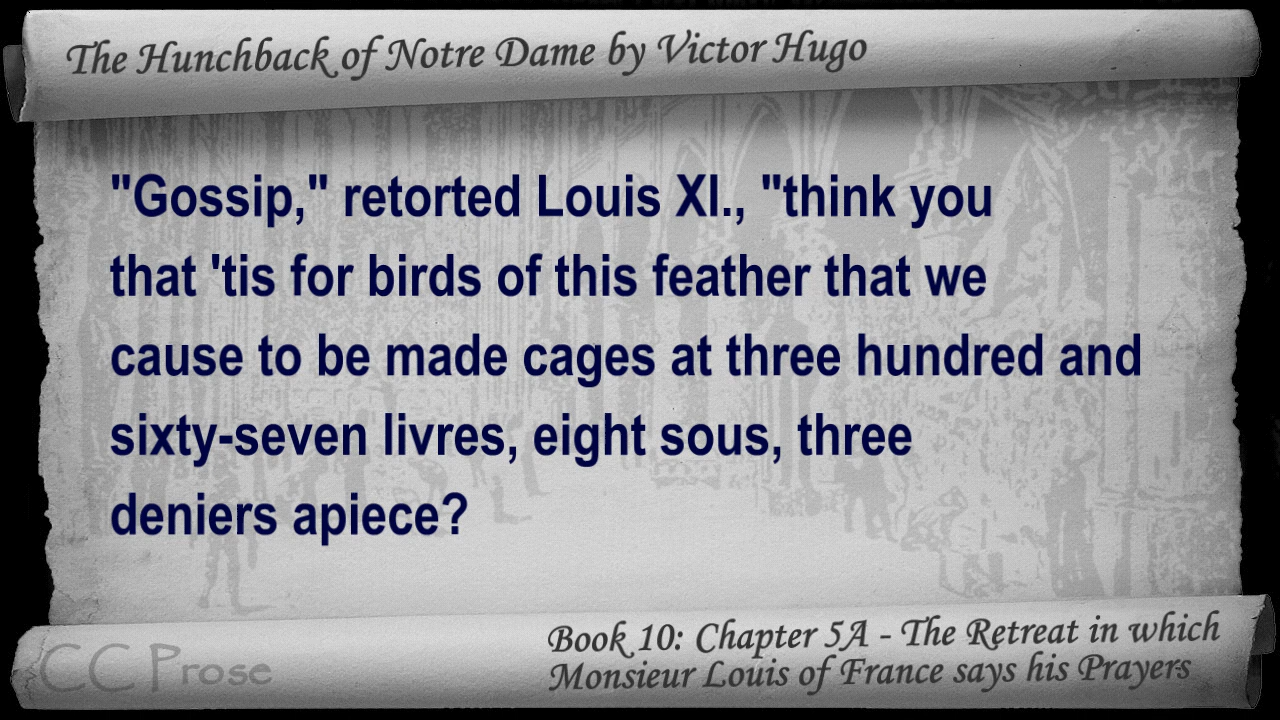 The Hunchback of Notre Dame by Victor Hugo
"Gossip," retorted Louis XI., "think you
that 'tis for birds of this feather that we
cause to be made cages at three hundred and
sixty-seven livres, eight sous, three
deniers apiece?
Book 10: Chapter 5A - The Retreat in which
Monsieur Louis of France says his Prayers
CC Prose